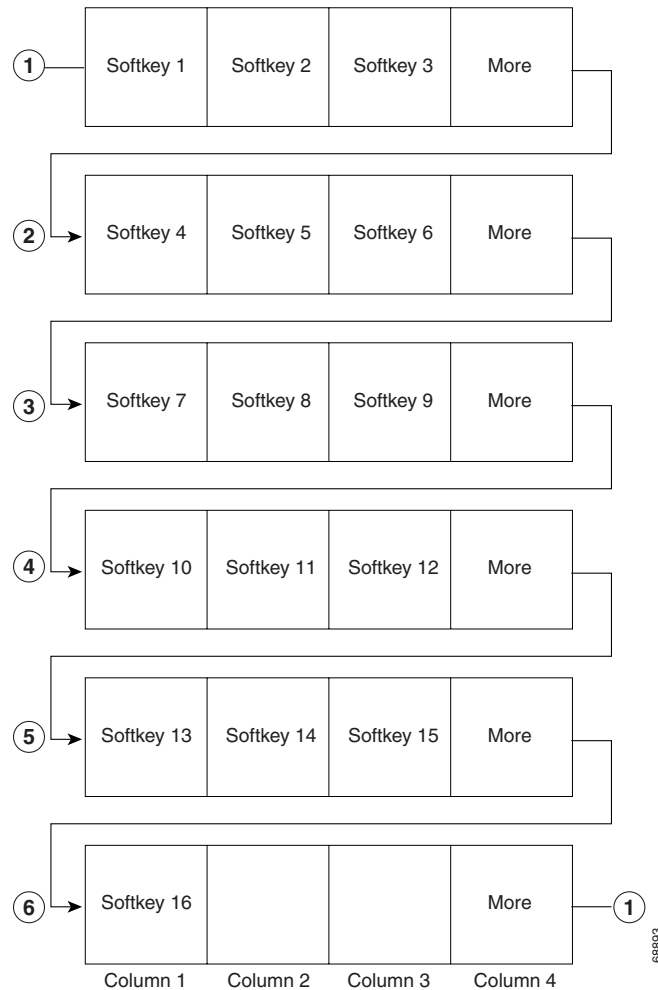 1 Softkey 1 Softkey 2 Softkey 3 More
2 Softkey 4 Softkey 5 Softkey 6 More
3 Softkey 7 Softkey 8 Softkey 9 More
4 Softkey 10 Softkey 11 Softkey 12 More
5 Softkey 13 Softkey 14 Softkey 15 More
6 Softkey 16 More 1
Column 1 Column 2 Column 3 Column 4
68893